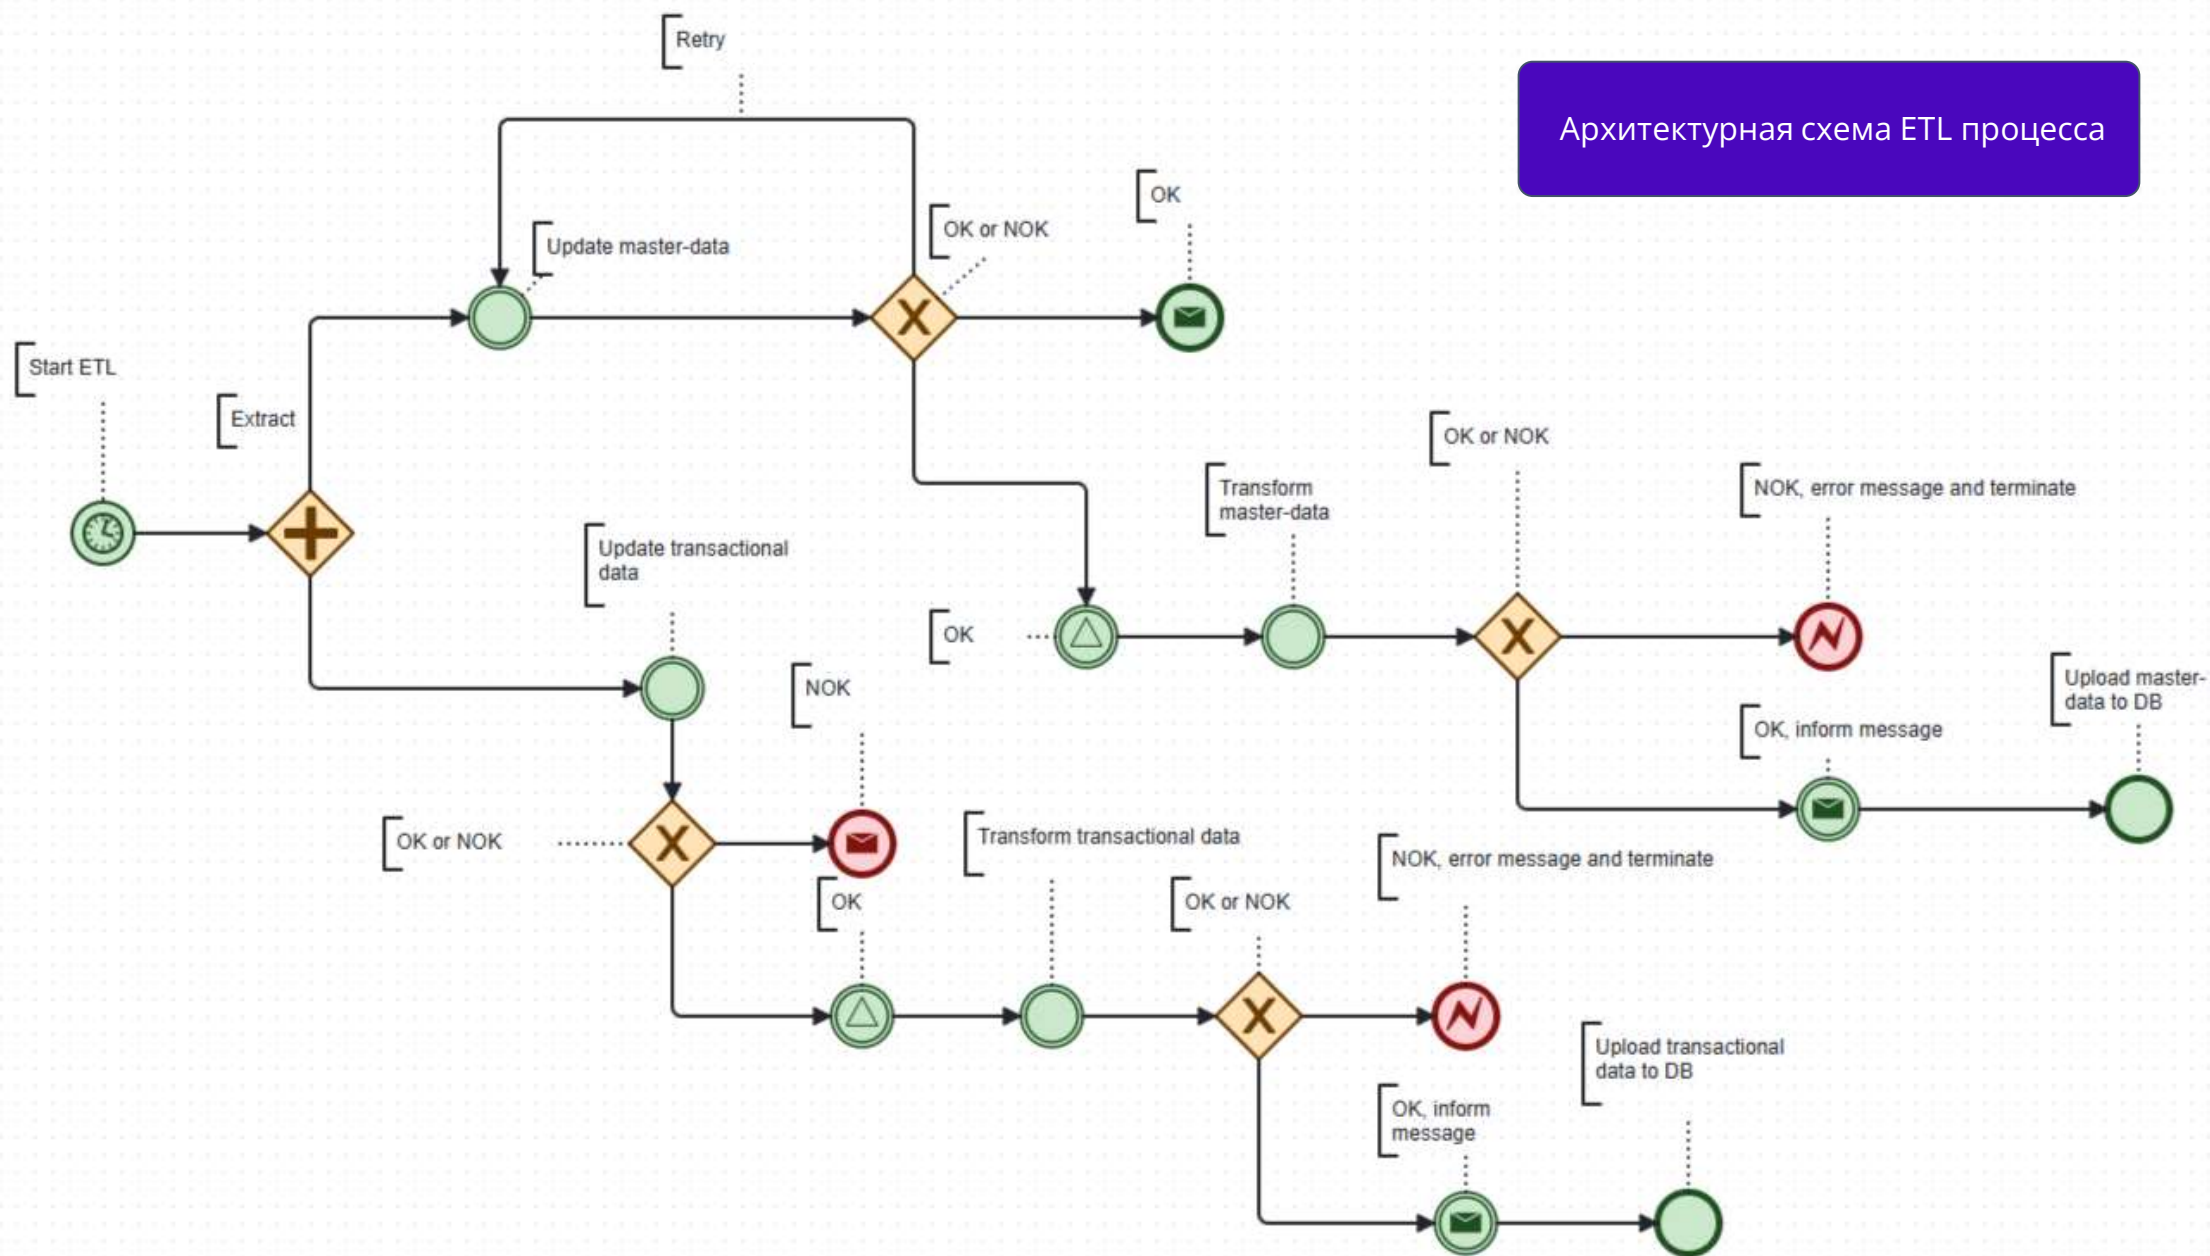 Retry
Архитектурная схема ETL процесса
OK
OK or NOK
Update master-data
Start ETL
Extract
OK or NOK
Transform
master-data
NOK, error message and terminate
Update transactional
data
OK
NOK
Upload master-
data to DB
OK, inform message
OK or NOK
Transform transactional data
NOK, error message and terminate
OK
OK or NOK
Upload transactional
data to DB
OK, inform
message